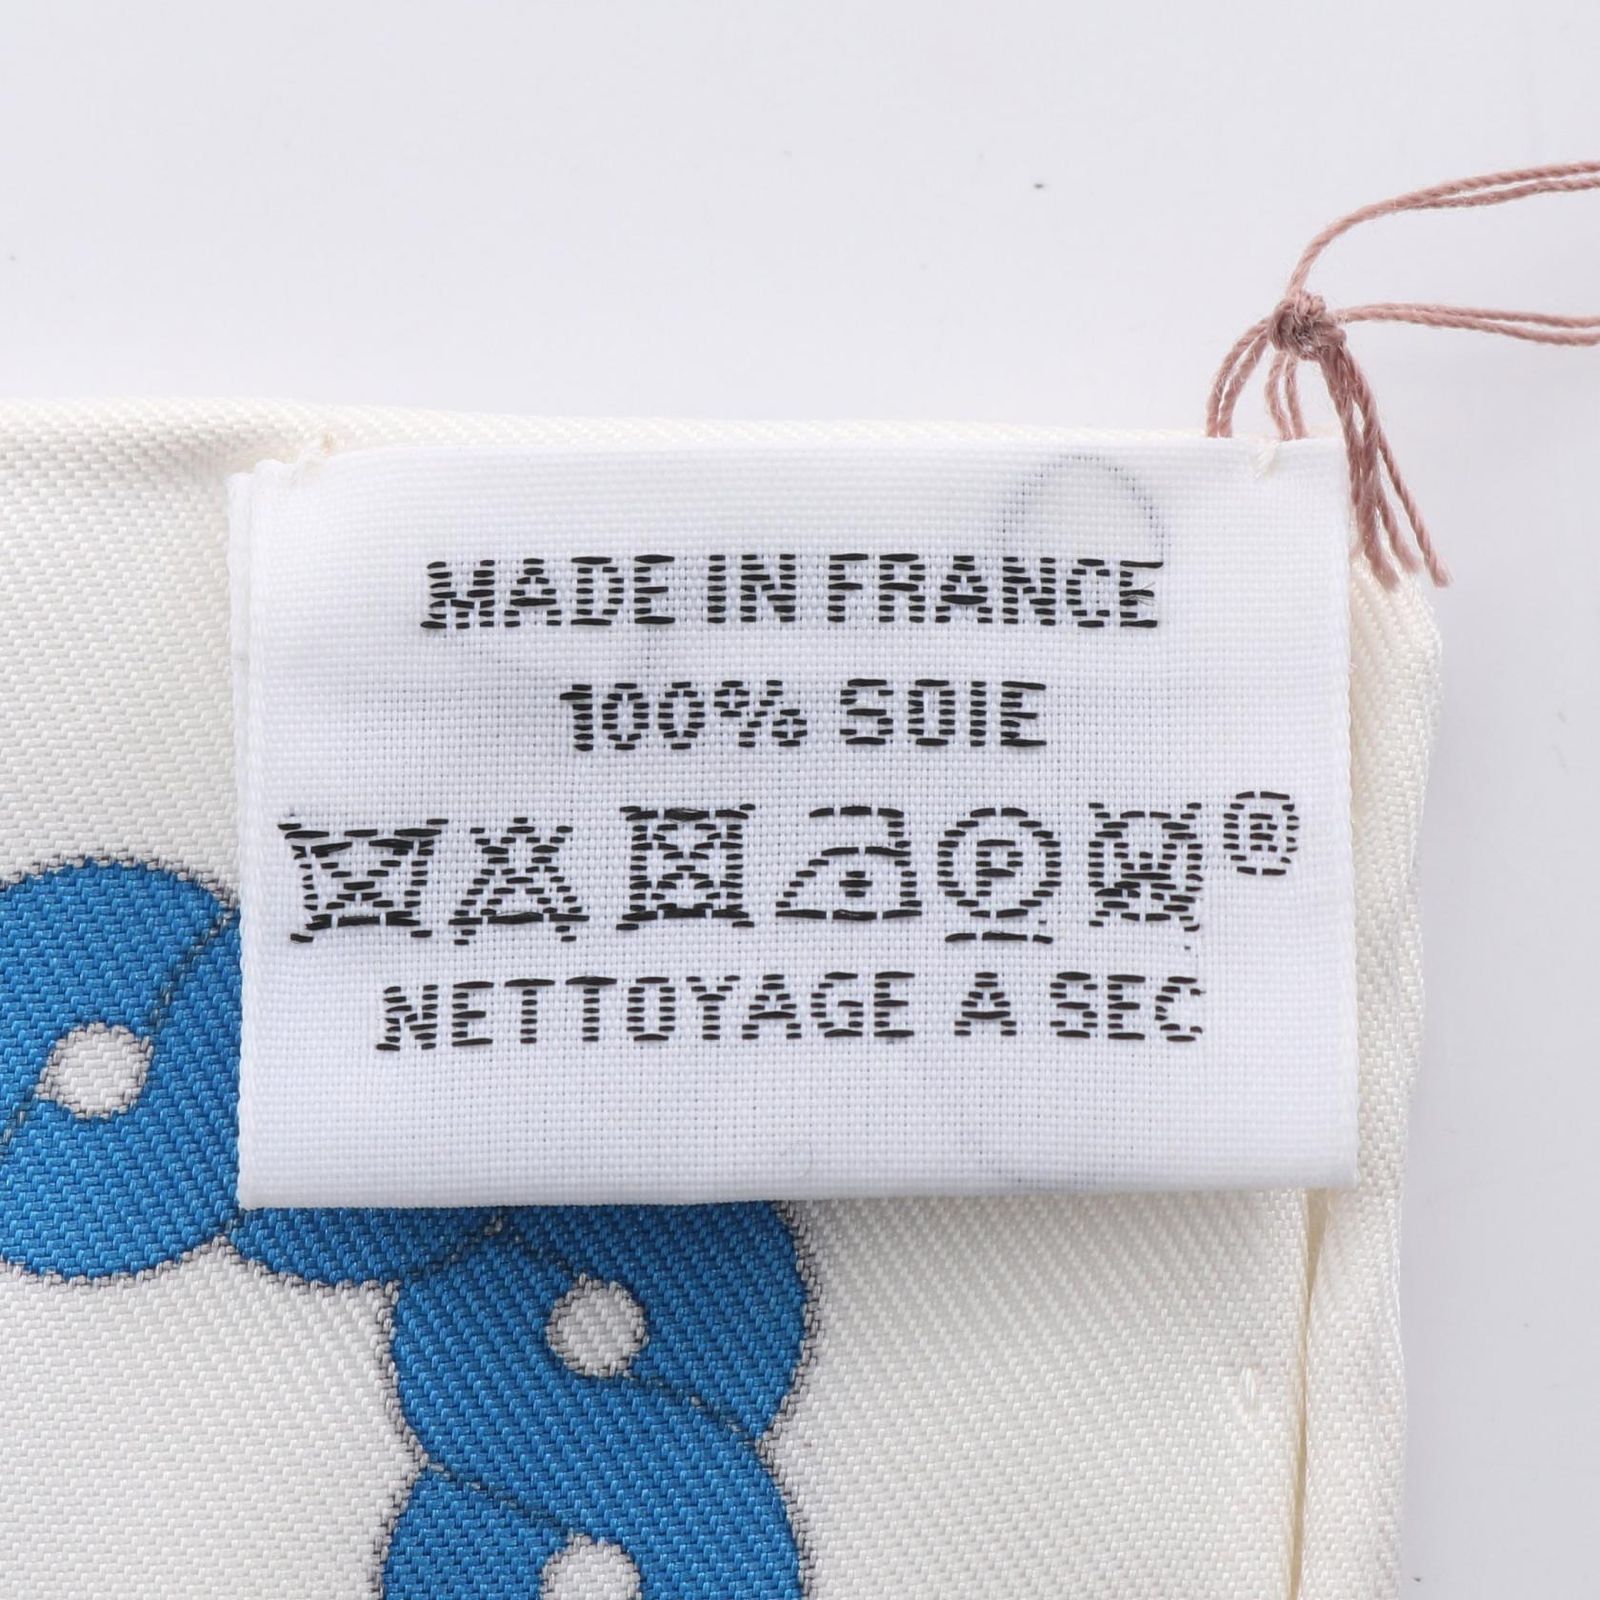 MADE IN FRANCE
100% SOIE
P W ®
NETTOYAGE A SEC